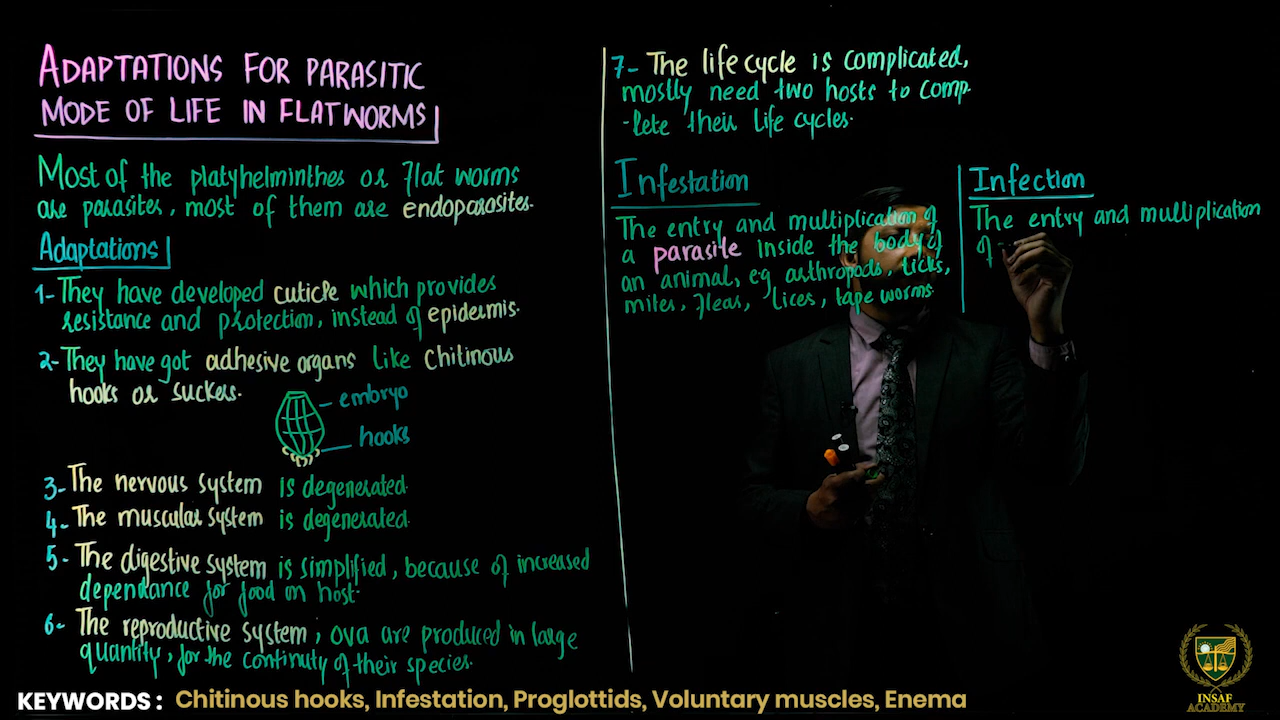 ADAPTATIONS FOR PARASITIC
MODE OF LIFE IN FLATWORMS
Most of the platyhelminthes or flat worms
are parasites, most of them are endoparasites.
Adaptations
1- They have developed cuticle which provides
resistance and protection, instead of epidermis.
2- They have got adhesive organs like chitinous
hooks or suckers.
embryo
hooks
3- The nervous system is degenerated.
4- The muscular system is degenerated.
5- The digestive system is simplified, because of increased
dependance for food on host.
6- The reproductive system; ova are produced in large
quantity, for the continuity of their species.
7- The life cycle is complicated,
mostly need two hosts to comp-
-lete their life cycles.
Infestation
The entry and multiplication of
a parasite inside the body of
an animal, eg arthropods, ticks,
mites, fleas, lices, tape worms.
Infection
The entry and mulliplication
of
KEYWORDS : Chitinous hooks, Infestation, Proglottids, Voluntary muscles, Enema
INSAF
ACADEMY